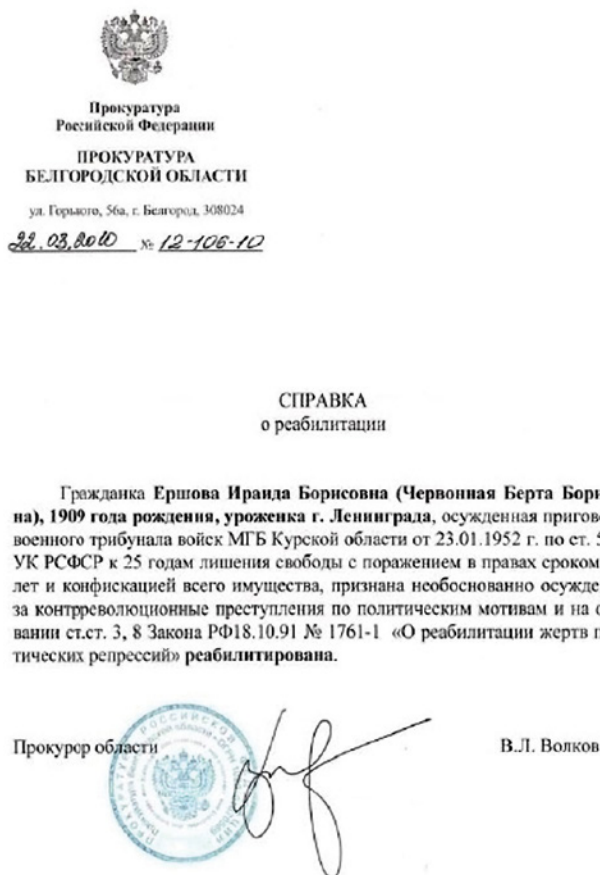 Прокуратура
Российской Федерации
ПРОКУРАТУРА
БЕЛГОРОДСКОЙ ОБЛАСТИ
ул. Горького, 56а, г. Белгород, 308024
22.03.2010 № 12-106-10
СПРАВКА
о реабилитации
Гражданка Ершова Ираида Борисовна (Червонная Берта Бори
на), 1909 года рождения, уроженка г. Ленинграда, осужденная пригово
военного трибунала войск МГБ Курской области от 23.01.1952 г. по ст. 5
УК РСФСР к 25 годам лишения свободы с поражением в правах сроком
лет и конфискацией всего имущества, признана необоснованно осужде
за контрреволюционные преступления по политическим мотивам и на о
вании ст.ст. 3, 8 Закона РФ18.10.91 № 1761-1 «О реабилитации жертв п
тических репрессий» реабилитирована.
Прокурор области
В.Л. Волков